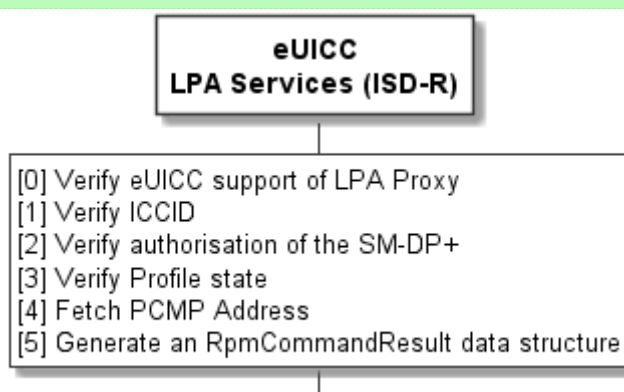 eUICC
LPA Services (ISD-R)
[0] Verify eUICC support of LPA Proxy
[1] Verify ICCID
[2] Verify authorisation of the SM-DP+
[3] Verify Profile state
[4] Fetch PCMP Address
[5] Generate an RpmCommandResult data structure